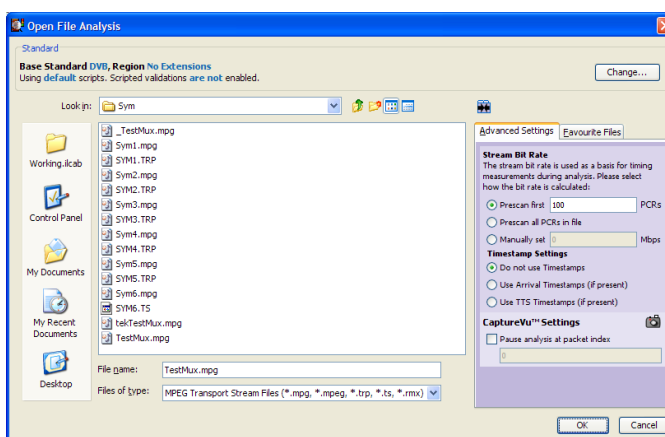 Open File Analysis
Standard
Base Standard DVB, Region No Extensions
Using default scripts. Scripted validations are not enabled.
Change...
Look in:
Sym
Working.ilcab
Control Panel
My Documents
My Recent
Documents
Desktop
_TestMux.mpg
Sym1.mpg
SYM1.TRP
Sym2.mpg
SYM2.TRP
Sym3.mpg
SYM3.TRP
Sym4.mpg
SYM4.TRP
Sym5.mpg
SYM5.TRP
Sym6.mpg
SYM6.TS
tekTestMux.mpg
TestMux.mpg
File name:
TestMux.mpg
Files of type:
MPEG Transport Stream Files (*.mpg, *.mpeg, *.trp, *.ts, *.rmx)
Advanced Settings
Favourite Files
Stream Bit Rate
The stream bit rate is used as a basis for timing
measurements during analysis. Please select
how the bit rate is calculated:
Prescan first 100 PCRs
Prescan all PCRs in file
Manually set 0 Mbps
Timestamp Settings
Do not use Timestamps
Use Arrival Timestamps (if present)
Use TTS Timestamps (if present)
CaptureVu™ Settings
Pause analysis at packet index
0
OK
Cancel